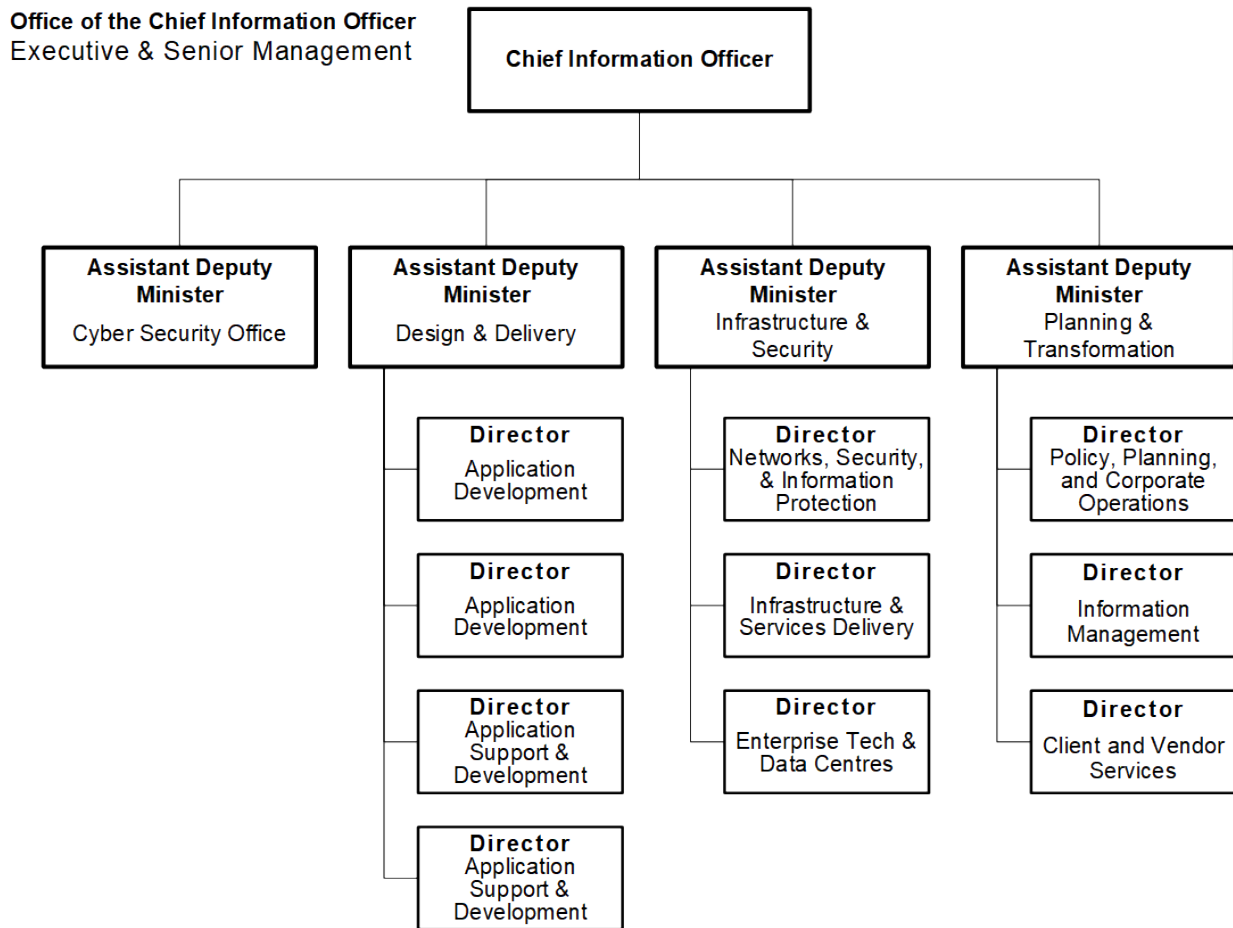 Office of the Chief Information Officer
Executive & Senior Management
Chief Information Officer
Assistant Deputy
Minister
Cyber Security Office
Assistant Deputy
Minister
Design & Delivery
Director
Application
Development
Director
Application
Development
Director
Application
Support &
Development
Director
Application
Support &
Development
Assistant Deputy
Minister
Infrastructure &
Security
Director
Networks, Security,
& Information
Protection
Director
Infrastructure &
Services Delivery
Director
Enterprise Tech &
Data Centres
Assistant Deputy
Minister
Planning &
Transformation
Director
Policy, Planning,
and Corporate
Operations
Director
Information
Management
Director
Client and Vendor
Services